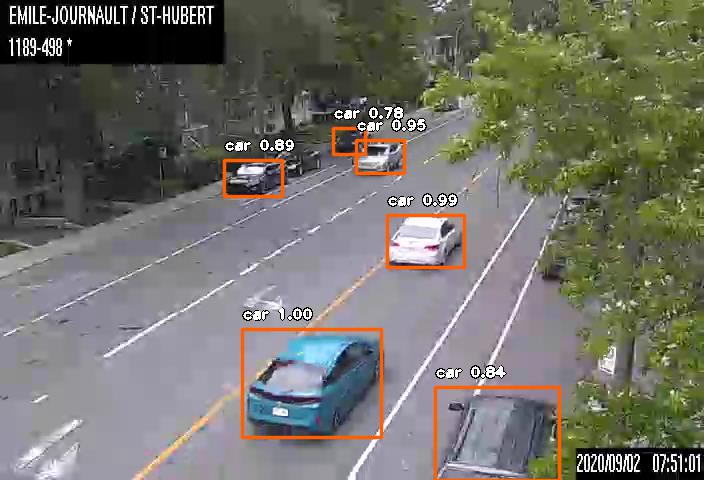 EMILE-JOURNAULT / ST-HUBERT
1189-498 *
car 0.78
car 0.95
car 0.89
car 0.99
car 1.00
car 0.84
2020/09/02 07:51:01